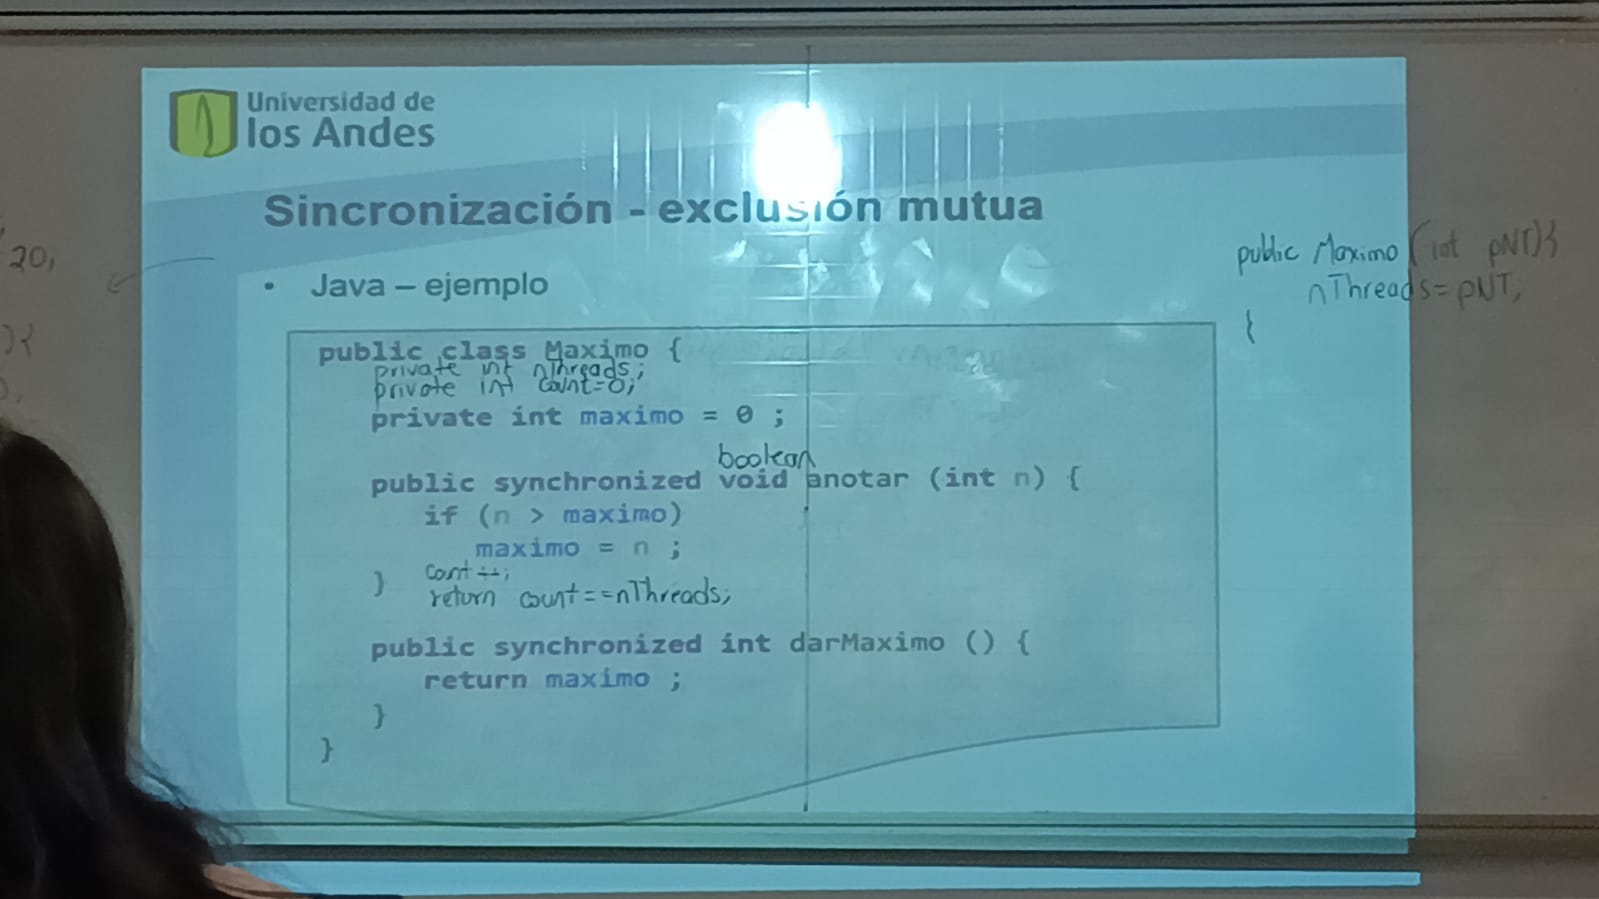 Universidad de
los Andes
Sincronización - exclusión mutua
20,
public Maximo (int pNT){
nThreads=pNT;
{
• Java – ejemplo
){
public class Maximo {
private int nThreads;
private int count=0;
private int maximo = 0 ;
boolean
public synchronized void anotar (int n) {
if (n > maximo)
maximo = n ;
cont++;
}
return count==nThreads;
public synchronized int darMaximo () {
return maximo ;
}
}